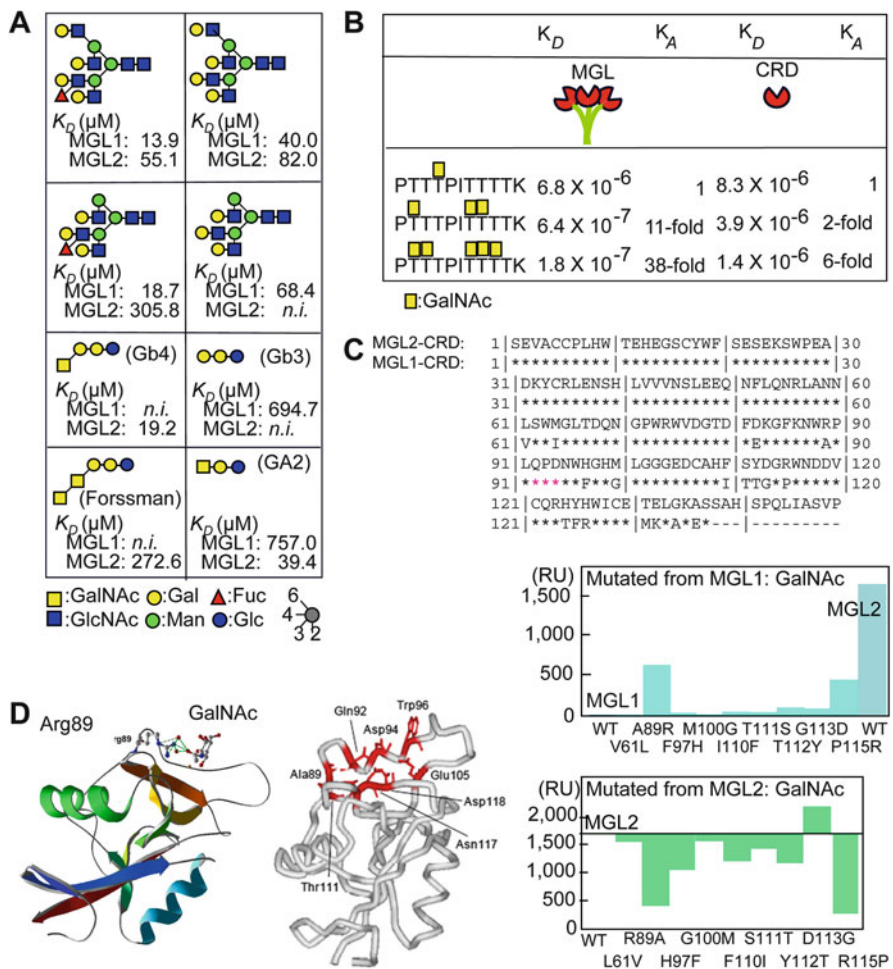 A
K_D (µM)
MGL1: 13.9
MGL2: 55.1
K_D (µM)
MGL1: 40.0
MGL2: 82.0
K_D (µM)
MGL1: 18.7
MGL2: 305.8
K_D (µM)
MGL1: 68.4
MGL2: n.i.
(Gb4)
K_D (µM)
MGL1: n.i.
MGL2: 19.2
(Gb3)
K_D (µM)
MGL1: 694.7
MGL2: n.i.
(Forssman)
K_D (µM)
MGL1: n.i.
MGL2: 272.6
(GA2)
K_D (µM)
MGL1: 757.0
MGL2: 39.4
:GalNAc :Gal :Fuc
:GlcNAc :Man :Glc
6
4
3 2
B
K_D K_A K_D K_A
MGL CRD
PTTTPITTTTK 6.8 X 10^-6 1 8.3 X 10^-6 1
PTTTPITTTTK 6.4 X 10^-7 11-fold 3.9 X 10^-6 2-fold
PTTTPITTTTK 1.8 X 10^-7 38-fold 1.4 X 10^-6 6-fold
:GalNAc
C
MGL2-CRD: 1|SEVACCPLHW|TEHEGSCYWF|SESEKSWPEA|30
MGL1-CRD: 1|**********|**********|**********|30
31|DKYCRLENSH|LVVVNSLEEQ|NFLQNRLANN|60
31|**********|**********|**********|60
61|LSWMGLTDQN|GPWRWVDGTD|FDKGFKNWRP|90
61|V**I******|**********|*E******A*|90
91|LQPDNWHGHM|LGGGEDCAHF|SYDGRWNDDV|120
91|******F**G|*********I|TTG*P*****|120
121|CQRHYHWICE|TELGKASSAH|SPQLIASVP
121|***TFR****|MK*A*E*---|---------
(RU)
Mutated from MGL1: GalNAc
1,500
1,000
500
0
MGL2
MGL1
WT A89R M100G T111S G113D WT
V61L F97H I110F T112Y P115R
(RU)
Mutated from MGL2: GalNAc
2,000
1,500
1,000
500
0
MGL2
WT R89A G100M S111T D113G
L61V H97F F110I Y112T R115P
D
Arg89
GalNAc
Gln92
Trp96
Asp94
Ala89
Glu105
Asp118
Asn117
Thr111